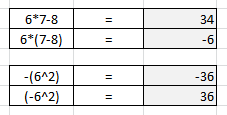 6*7-8 = 34
6*(7-8) = -6
-(6^2) = -36
(-6^2) = 36